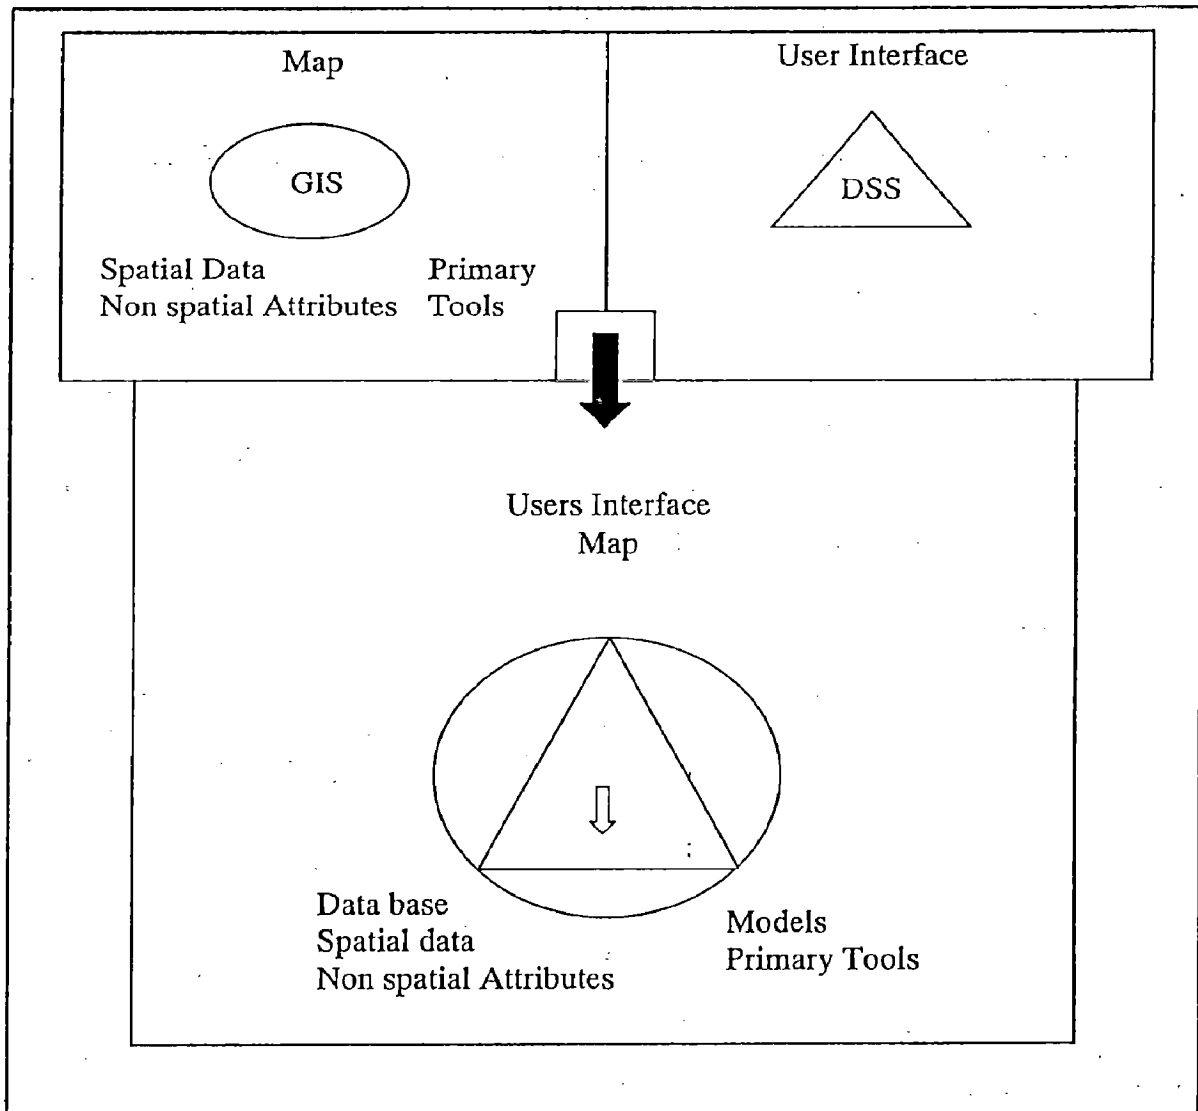 Map
GIS
Spatial Data
Non spatial Attributes
Primary
Tools
User Interface
DSS
Users Interface
Map
Data base
Spatial data
Non spatial Attributes
Models
Primary Tools